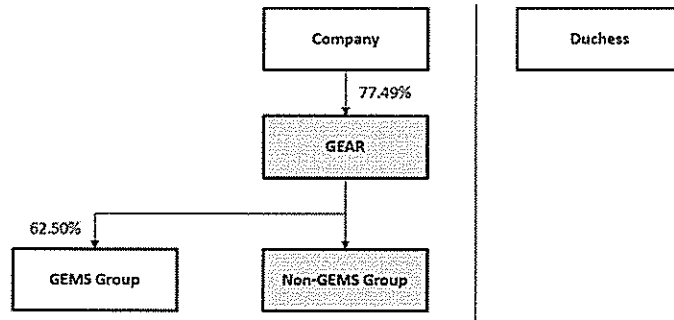 Company
Duchess
77.49%
GEAR
62.50%
GEMS Group
Non-GEMS Group